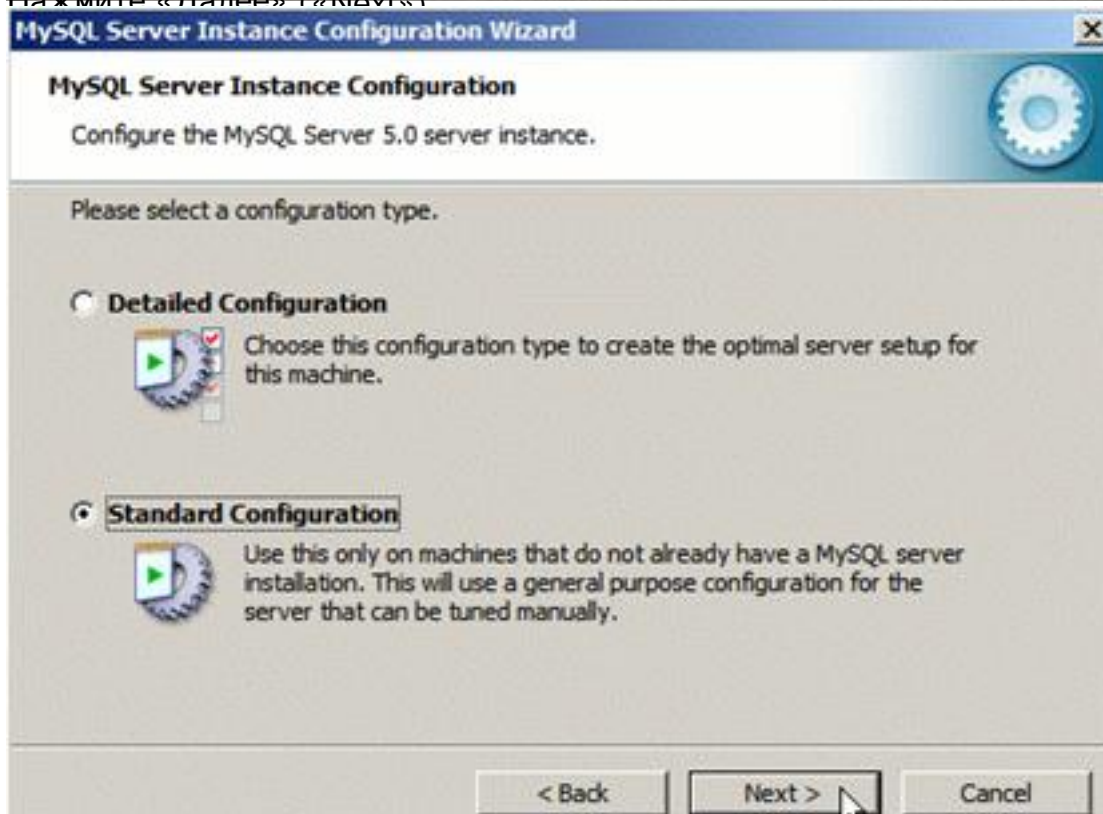 Нажмите «Далее» («Next»)
MySQL Server Instance Configuration Wizard
MySQL Server Instance Configuration
Configure the MySQL Server 5.0 server instance.
Please select a configuration type.
Detailed Configuration
Choose this configuration type to create the optimal server setup for
this machine.
Standard Configuration
Use this only on machines that do not already have a MySQL server
installation. This will use a general purpose configuration for the
server that can be tuned manually.
< Back
Next >
Cancel